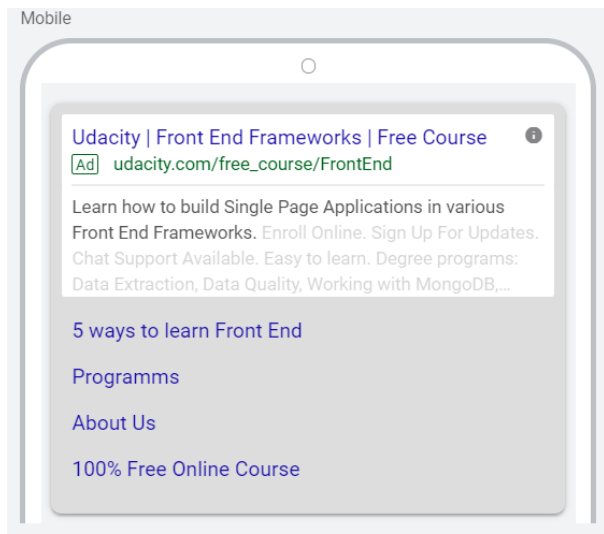 Mobile
Udacity | Front End Frameworks | Free Course
Ad udacity.com/free_course/FrontEnd
Learn how to build Single Page Applications in various
Front End Frameworks. Enroll Online. Sign Up For Updates.
Chat Support Available. Easy to learn. Degree programs:
Data Extraction, Data Quality, Working with MongoDB,...
5 ways to learn Front End
Programms
About Us
100% Free Online Course